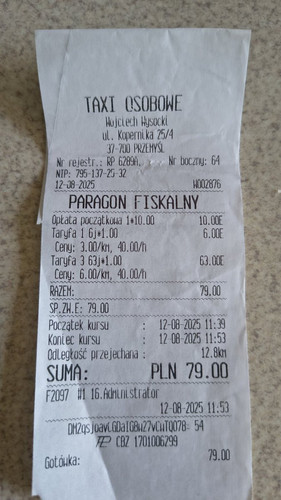 TAXI OSOBOWE
Wojciech Wysocki
ul. Kopernika 25/4
37-700 PRZEMYŚL
Nr rejestr.: RP 6289A. Nr boczny: 64
NIP: 795-137-25-32
12-08-2025 W002876
PARAGON FISKALNY
Opłata początkowa 1*10.00 10.00E
Taryfa 1 6j*1.00 6.00E
Ceny: 3.00/km, 40.00/h
Taryfa 3 63j*1.00 63.00E
Ceny: 6.00/km, 40.00/h
RAZEM: 79.00
SP.ZW.E: 79.00
Początek kursu : 12-08-2025 11:39
Koniec kursu : 12-08-2025 11:53
Odległość przejechana : 12.8km
SUMA: PLN 79.00
F2097 #1 16.Administrator
12-08-2025 11:53
54
CBZ 1701006299
Gotówka: 79.00